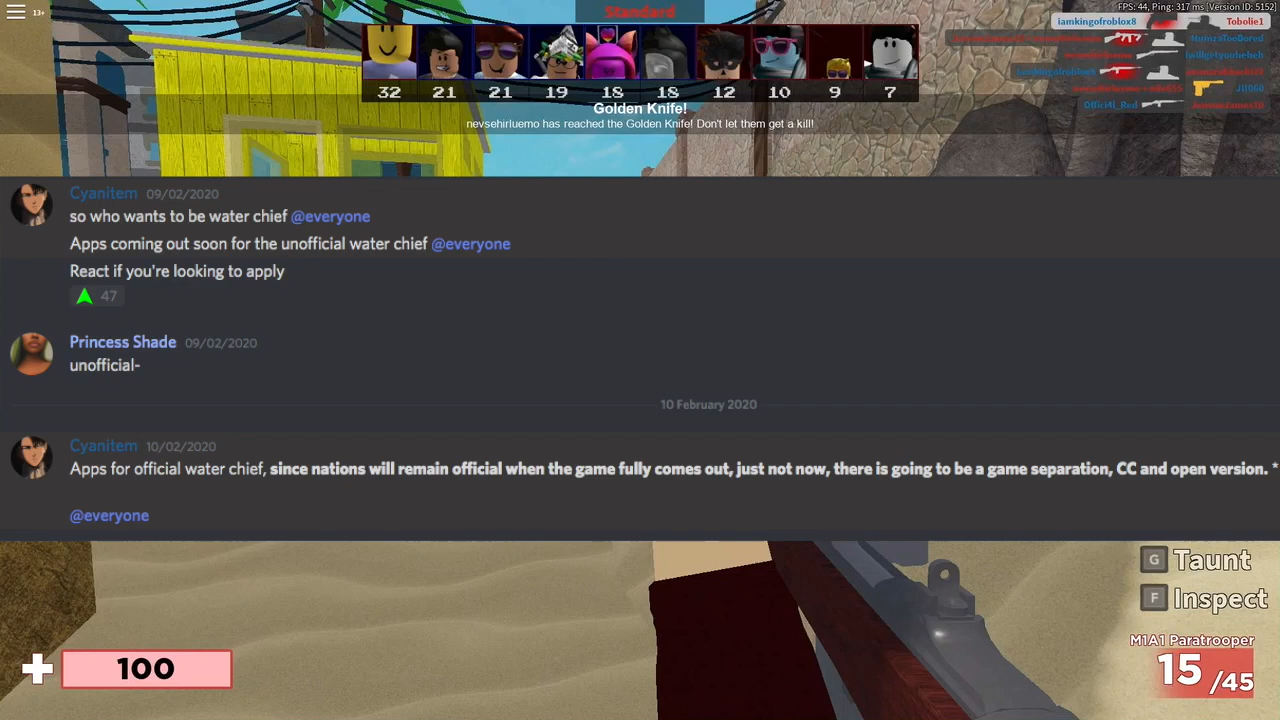 13+
Standard
FPS: 44, Ping: 317 ms [Version ID: 5152]
iamkingofroblox8 Tobolie1
32 21 21 19 18 18 12 10 9 7
Offici4l_Red
Golden Knife!
nevsehirluemo has reached the Golden Knife! Don't let them get a kill!
Cyanitem 09/02/2020
so who wants to be water chief @everyone
Apps coming out soon for the unofficial water chief @everyone
React if you're looking to apply
47
Princess Shade 09/02/2020
unofficial-
10 February 2020
Cyanitem 10/02/2020
Apps for official water chief, since nations will remain official when the game fully comes out, just not now, there is going to be a game separation, CC and open version. *
@everyone
G Taunt
F Inspect
M1A1 Paratrooper
15 /45
100